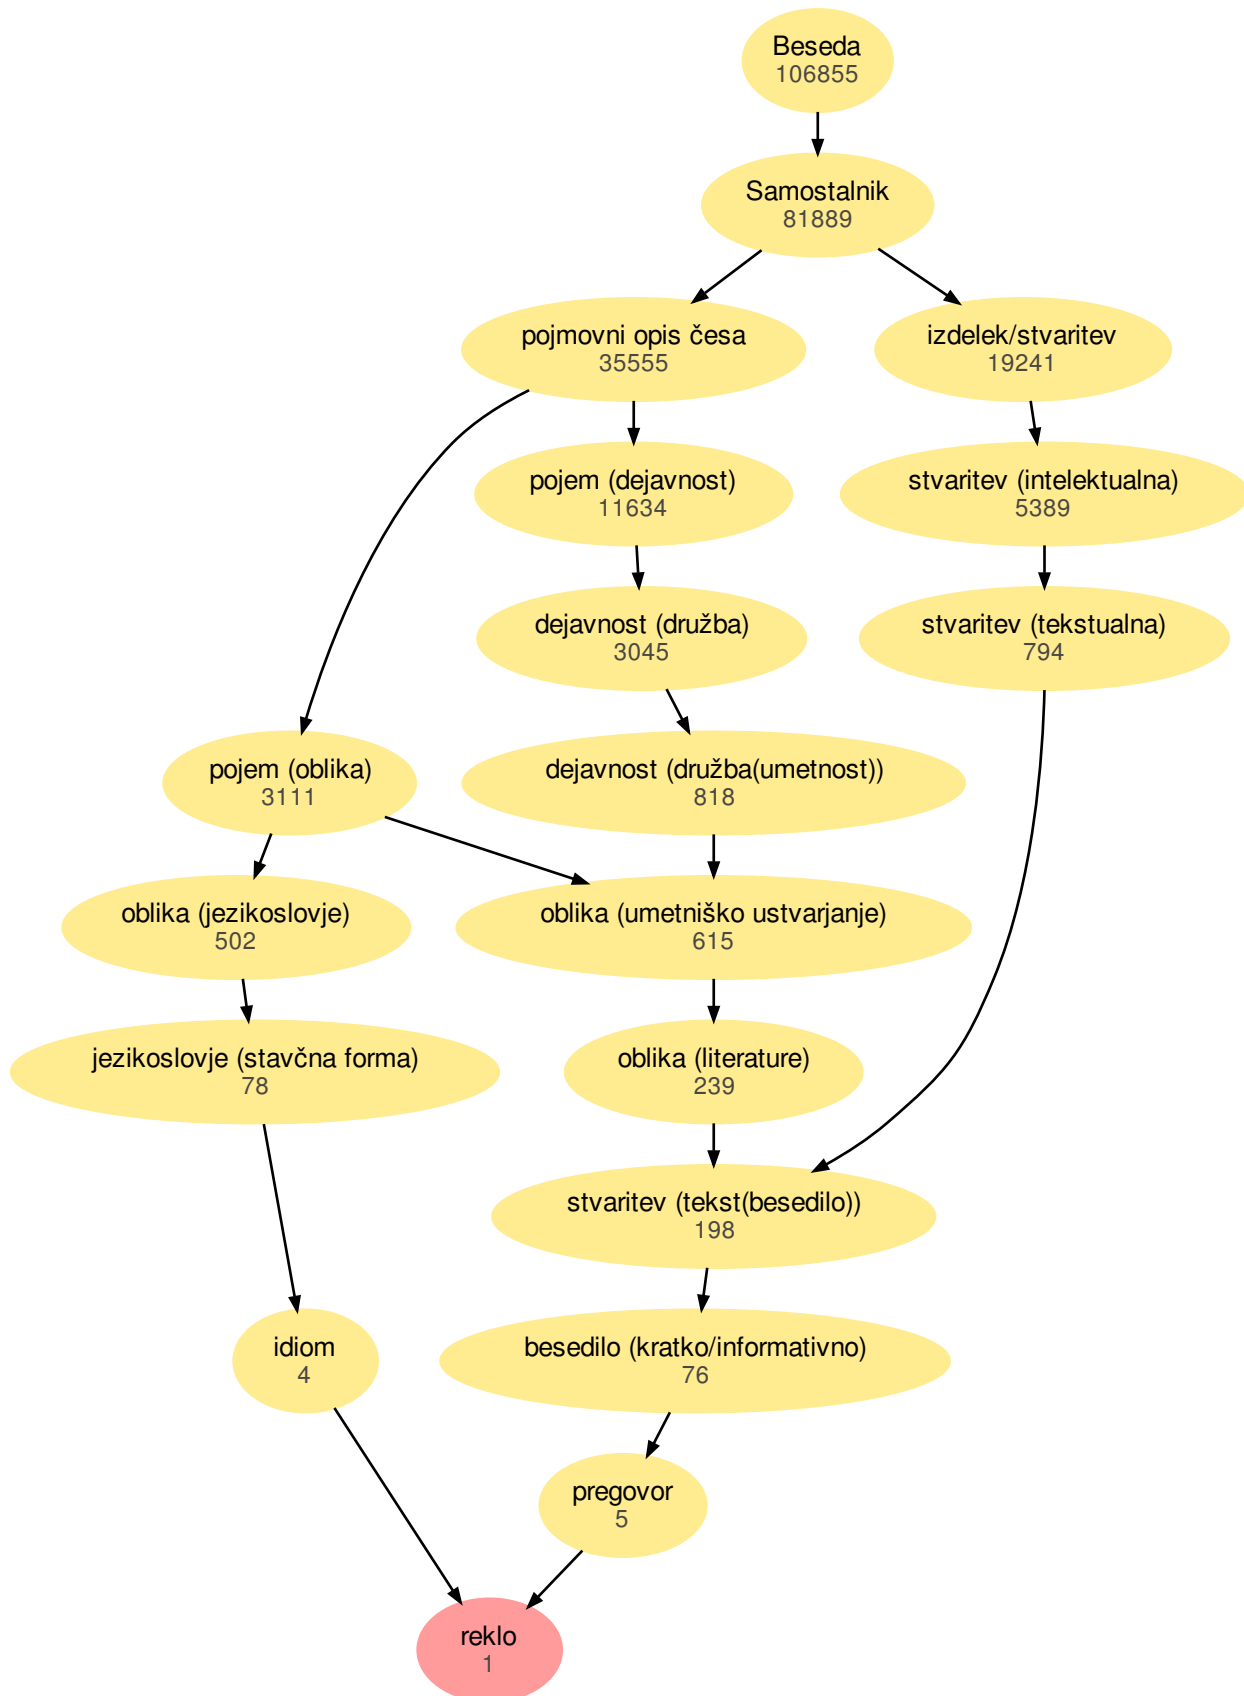 Beseda
106855
Samostalnik
81889
pojmovni opis česa
35555
izdelek/stvaritev
19241
pojem (dejavnost)
11634
stvaritev (intelektualna)
5389
dejavnost (družba)
3045
stvaritev (tekstualna)
794
pojem (oblika)
3111
dejavnost (družba(umetnost))
818
oblika (jezikoslovje)
502
oblika (umetniško ustvarjanje)
615
jezikoslovje (stavčna forma)
78
oblika (literature)
239
stvaritev (tekst(besedilo))
198
idiom
4
besedilo (kratko/informativno)
76
pregovor
5
reklo
1